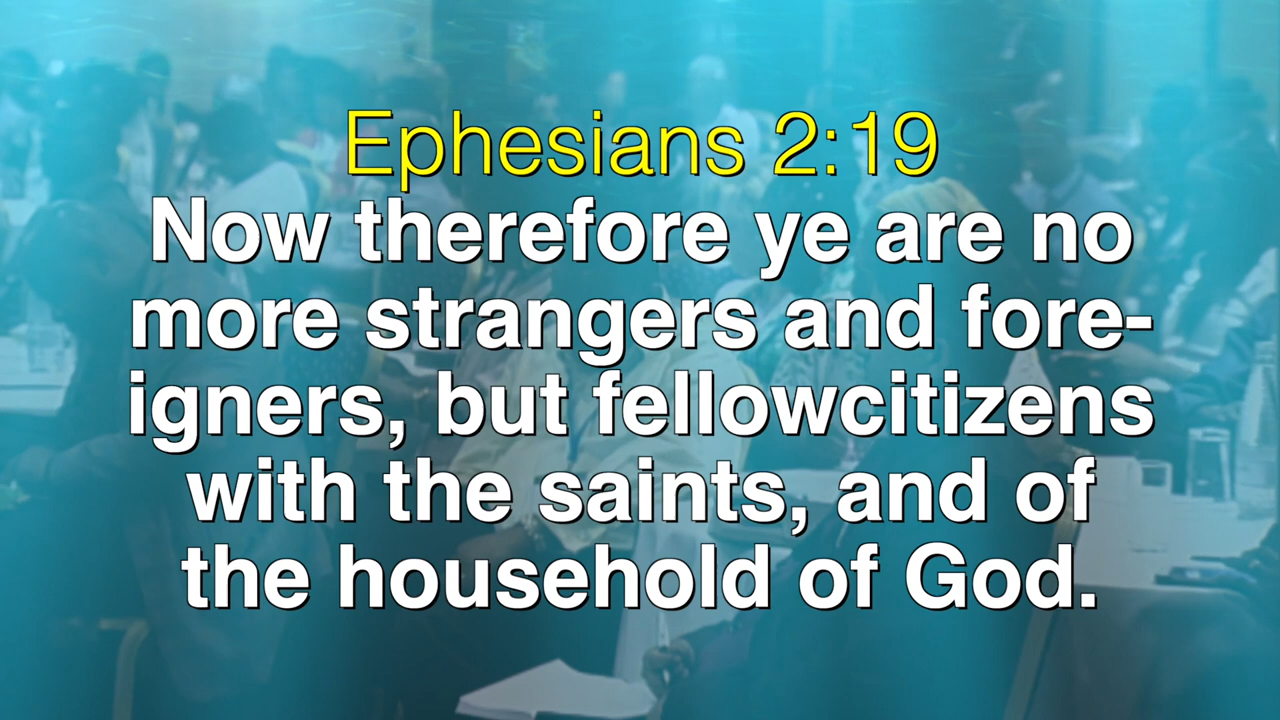 Ephesians 2:19
Now therefore ye are no
more strangers and fore-
igners, but fellowcitizens
with the saints, and of
the household of God.